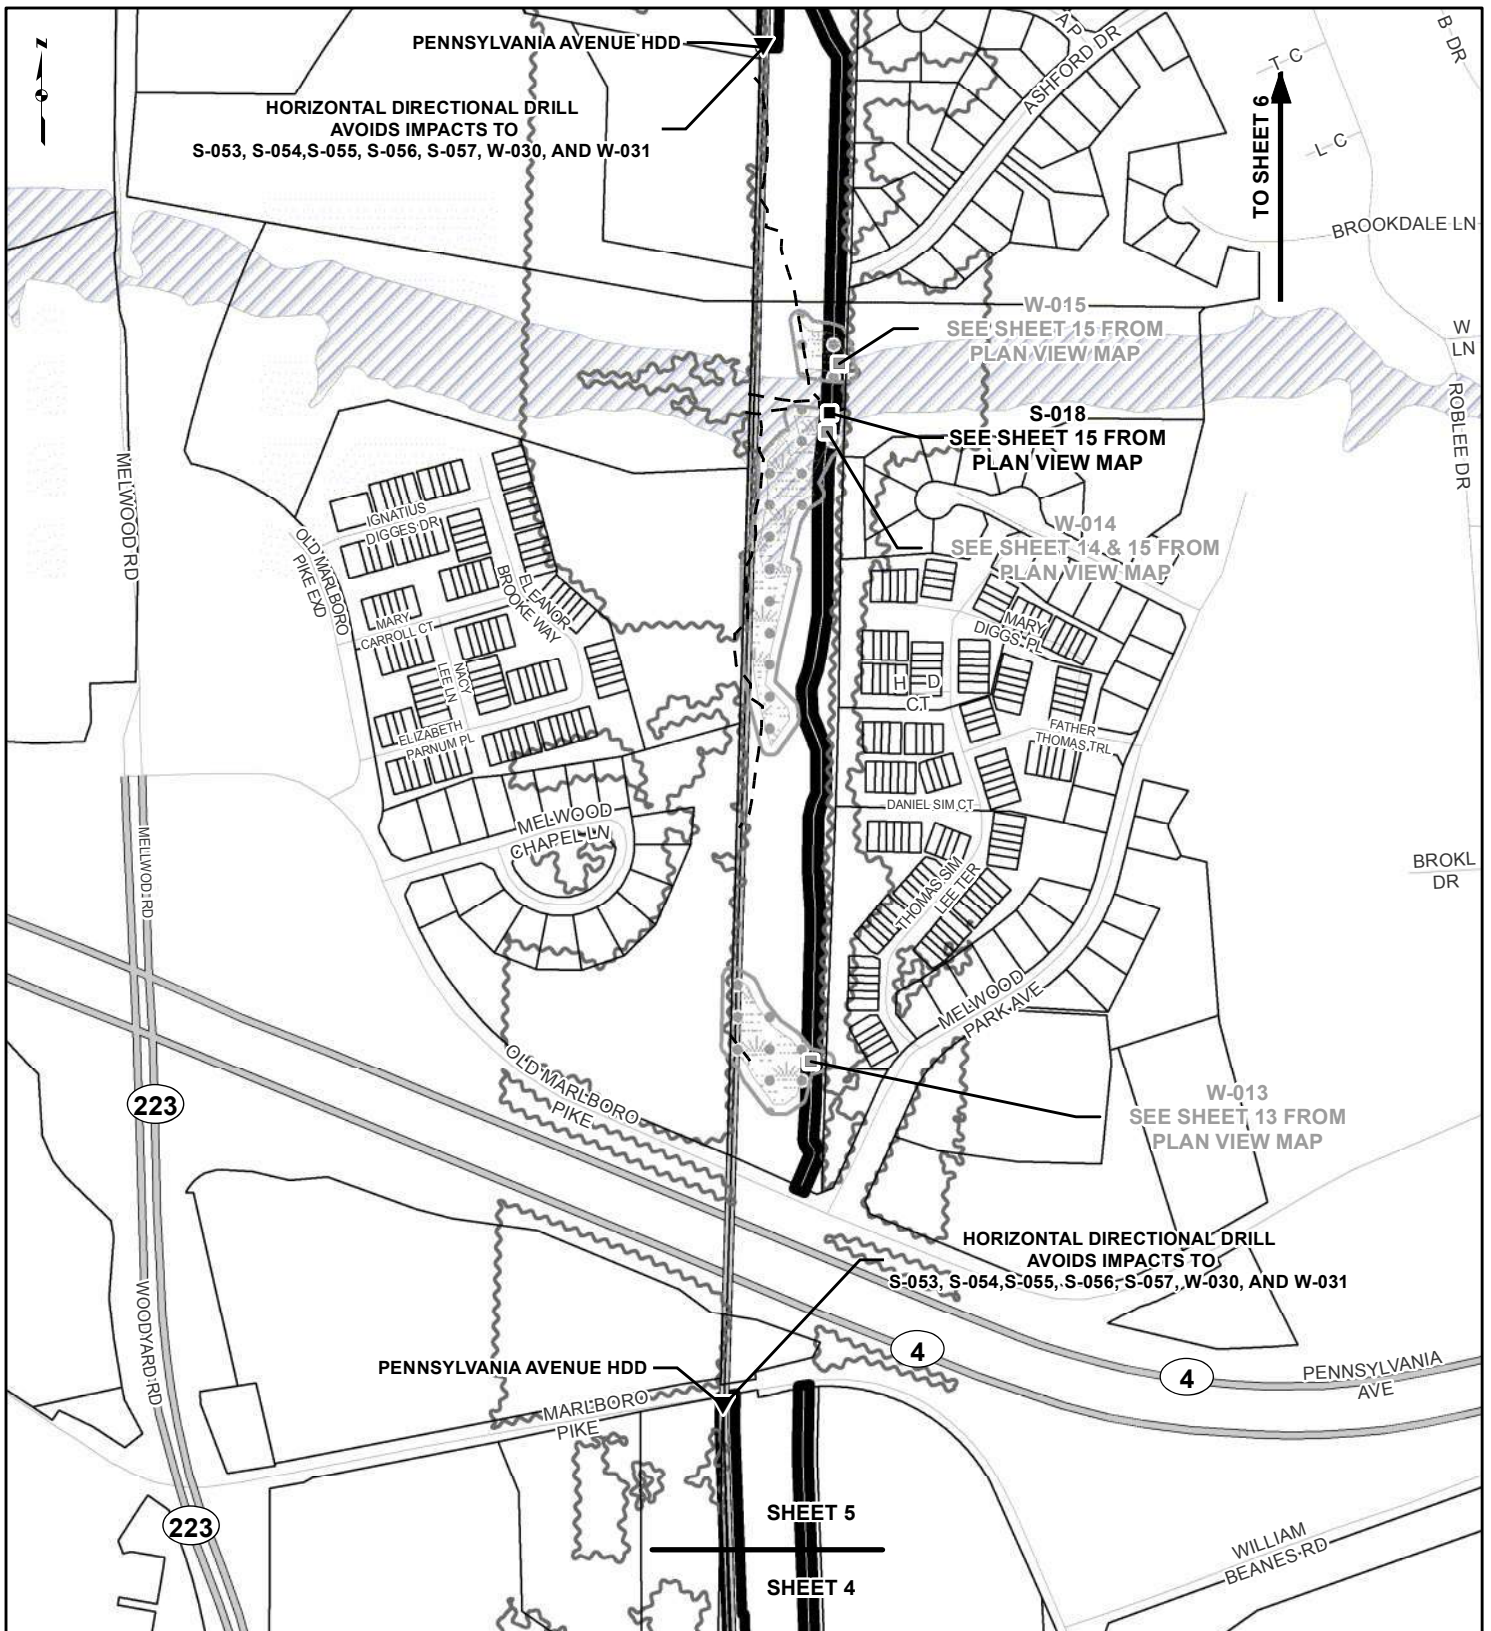 Z
PENNSYLVANIA AVENUE HDD
A P
ASHFORD DR
B DR
T C
HORIZONTAL DIRECTIONAL DRILL
AVOIDS IMPACTS TO
S-053, S-054,S-055, S-056, S-057, W-030, AND W-031
L C
TO SHEET 6
BROOKDALE LN
W-015
SEE SHEET 15 FROM
PLAN VIEW MAP
W
LN
ROBLEE DR
S-018
SEE SHEET 15 FROM
PLAN VIEW MAP
MELWOOD RD
IGNATIUS
DIGGES DR
OLD MARLBORO
PIKE EXD
W-014
SEE SHEET 14 & 15 FROM
PLAN VIEW MAP
ELEANOR
BROOKE WAY
MARY
CARROLL CT
MARY
DIGGS PL
NACY
LEE LN
H D
CT
ELIZABETH
PARNUM PL
FATHER
THOMAS TRL
DANIEL SIM CT
MELWOOD
CHAPEL LN
MELLWOD RD
THOMAS SIM
LEE TER
BROKL
DR
MELWOOD
PARK AVE
OLD MARLBORO
PIKE
223
W-013
SEE SHEET 13 FROM
PLAN VIEW MAP
HORIZONTAL DIRECTIONAL DRILL
AVOIDS IMPACTS TO
S-053, S-054,S-055, S-056, S-057, W-030, AND W-031
WOODYARD RD
4
4
PENNSYLVANIA
AVE
PENNSYLVANIA AVENUE HDD
MARLBORO
PIKE
223
SHEET 5
SHEET 4
WILLIAM
BEANES RD